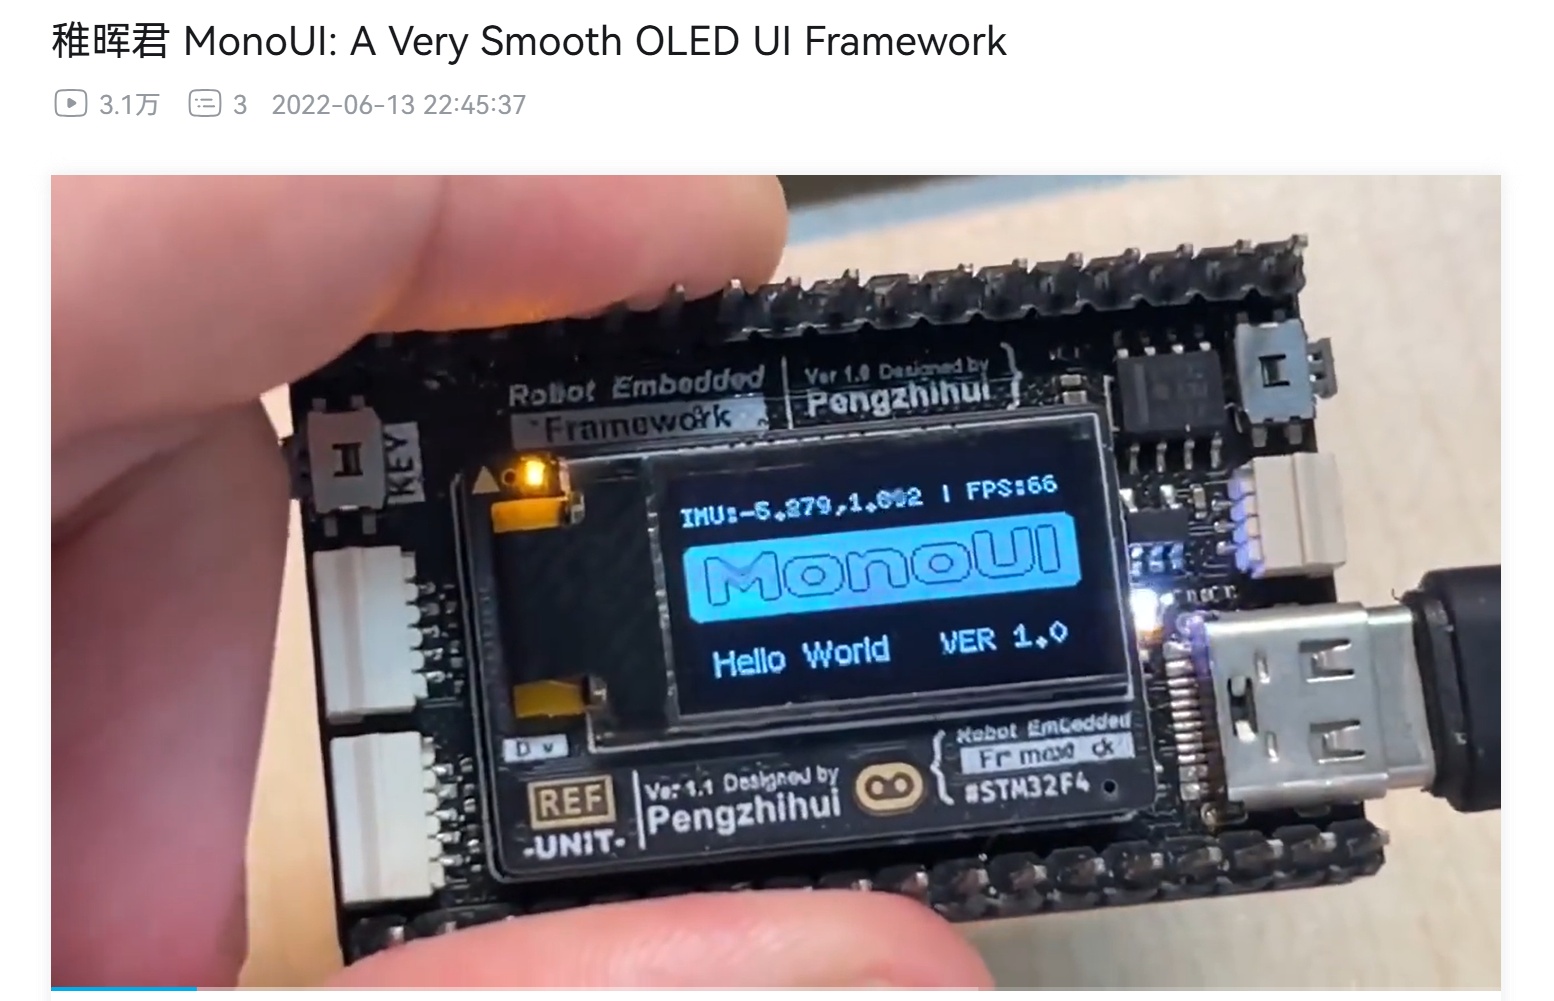 稚晖君 MonoUI: A Very Smooth OLED UI Framework
3.1万 3 2022-06-13 22:45:37
Robot Embedded
Framework
Ver 1.0 Designed by
Pengzhihui
KEY
IMU:-5.879,1.002 | FPS:66
MonoUI
Hello World VER 1.0
REF
-UNIT-
Ver 1.1 Designed by
Pengzhihui
Robot Embedded
#STM32F4